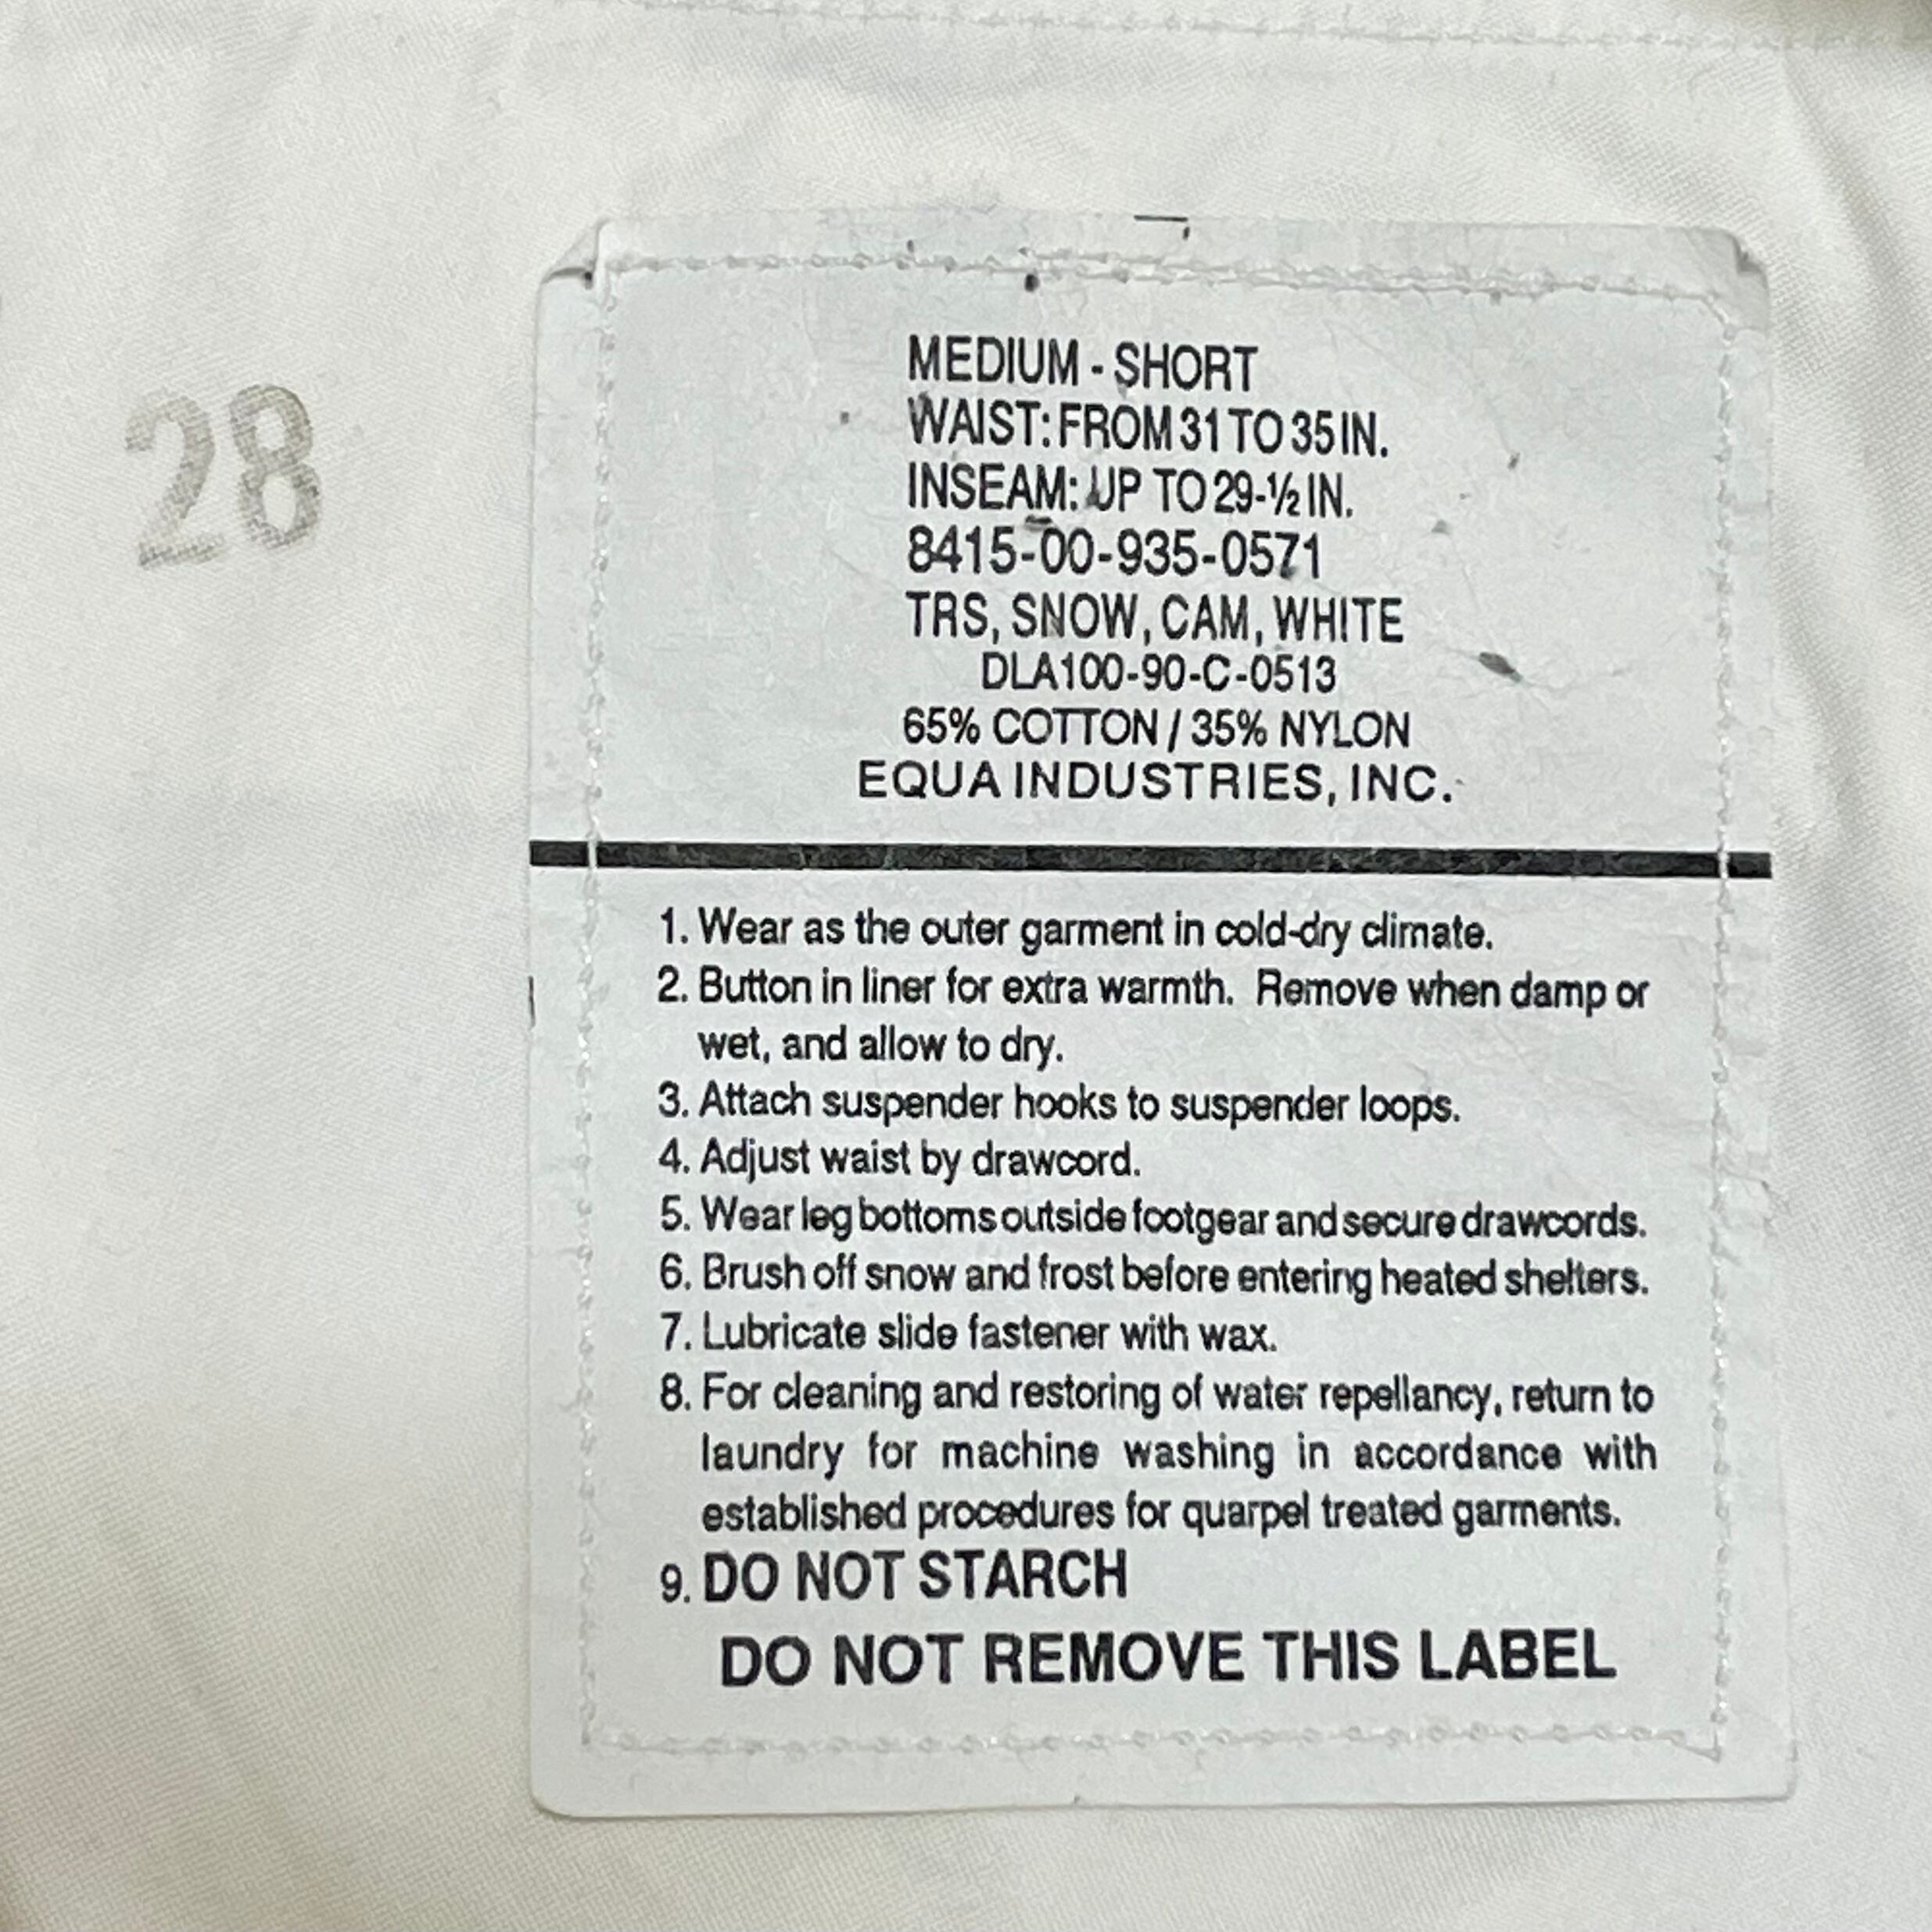 28
MEDIUM - SHORT
WAIST: FROM 31 TO 35 IN.
INSEAM: UP TO 29-½ IN.
8415-00-935-0571
TRS, SNOW, CAM, WHITE
DLA100-90-C-0513
65% COTTON / 35% NYLON
EQUA INDUSTRIES, INC.
1. Wear as the outer garment in cold-dry climate.
2. Button in liner for extra warmth. Remove when damp or
wet, and allow to dry.
3. Attach suspender hooks to suspender loops.
4. Adjust waist by drawcord.
5. Wear leg bottoms outside footgear and secure drawcords.
6. Brush off snow and frost before entering heated shelters.
7. Lubricate slide fastener with wax.
8. For cleaning and restoring of water repellancy, return to
laundry for machine washing in accordance with
established procedures for quarpel treated garments.
9. DO NOT STARCH
DO NOT REMOVE THIS LABEL